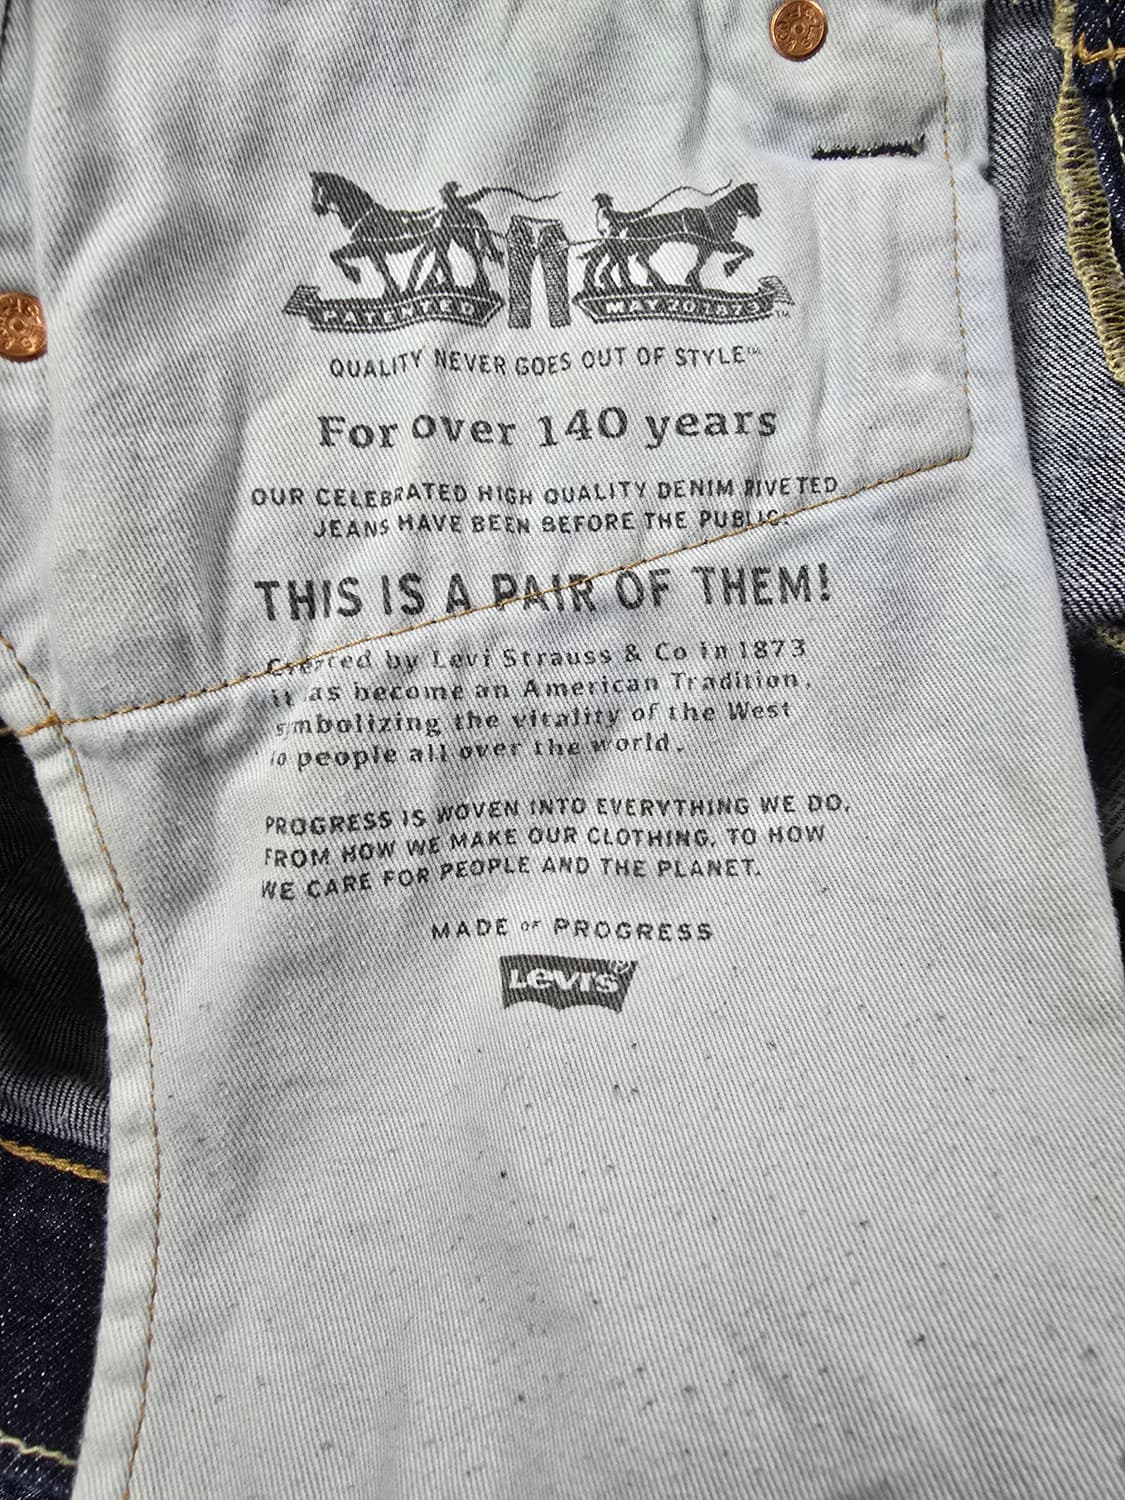 PATENTED MAY 20 1873 ™
QUALITY NEVER GOES OUT OF STYLE™
For over 140 years
OUR CELEBRATED HIGH QUALITY DENIM RIVETED
JEANS HAVE BEEN BEFORE THE PUBLIC.
THIS IS A PAIR OF THEM!
Created by Levi Strauss & Co in 1873
it as become an American Tradition,
symbolizing the vitality of the West
to people all over the world.
PROGRESS IS WOVEN INTO EVERYTHING WE DO,
FROM HOW WE MAKE OUR CLOTHING, TO HOW
WE CARE FOR PEOPLE AND THE PLANET.
MADE OF PROGRESS
LEVI'S®